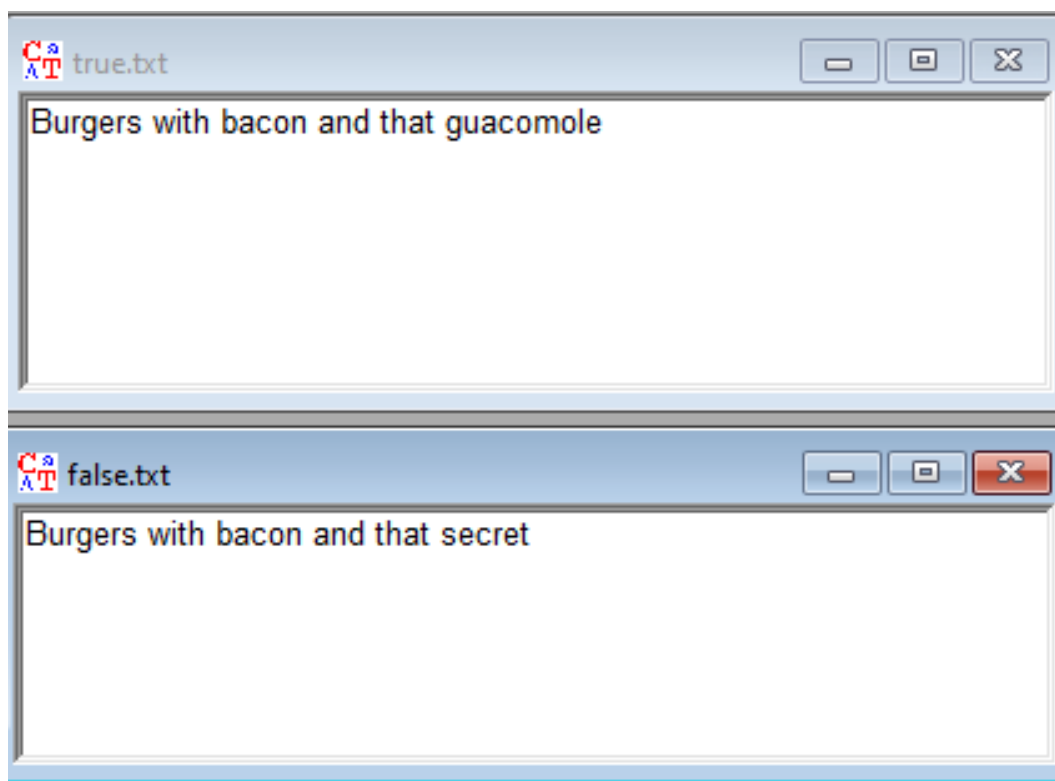 true.txt
Burgers with bacon and that guacomole
false.txt
Burgers with bacon and that secret